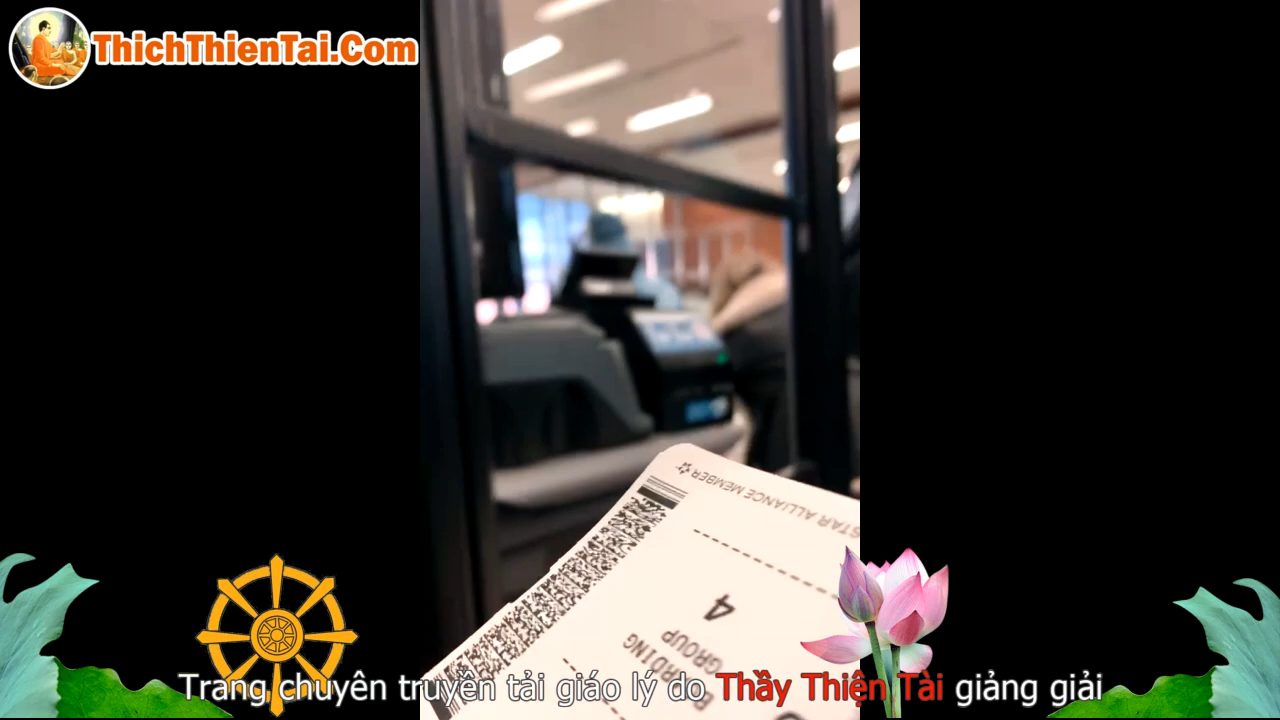 ThichThienTai.Com
STAR ALLIANCE MEMBER
BOARDING
GROUP
4
Trang chuyên truyền tải giáo lý do Thầy Thiện Tài giảng giải